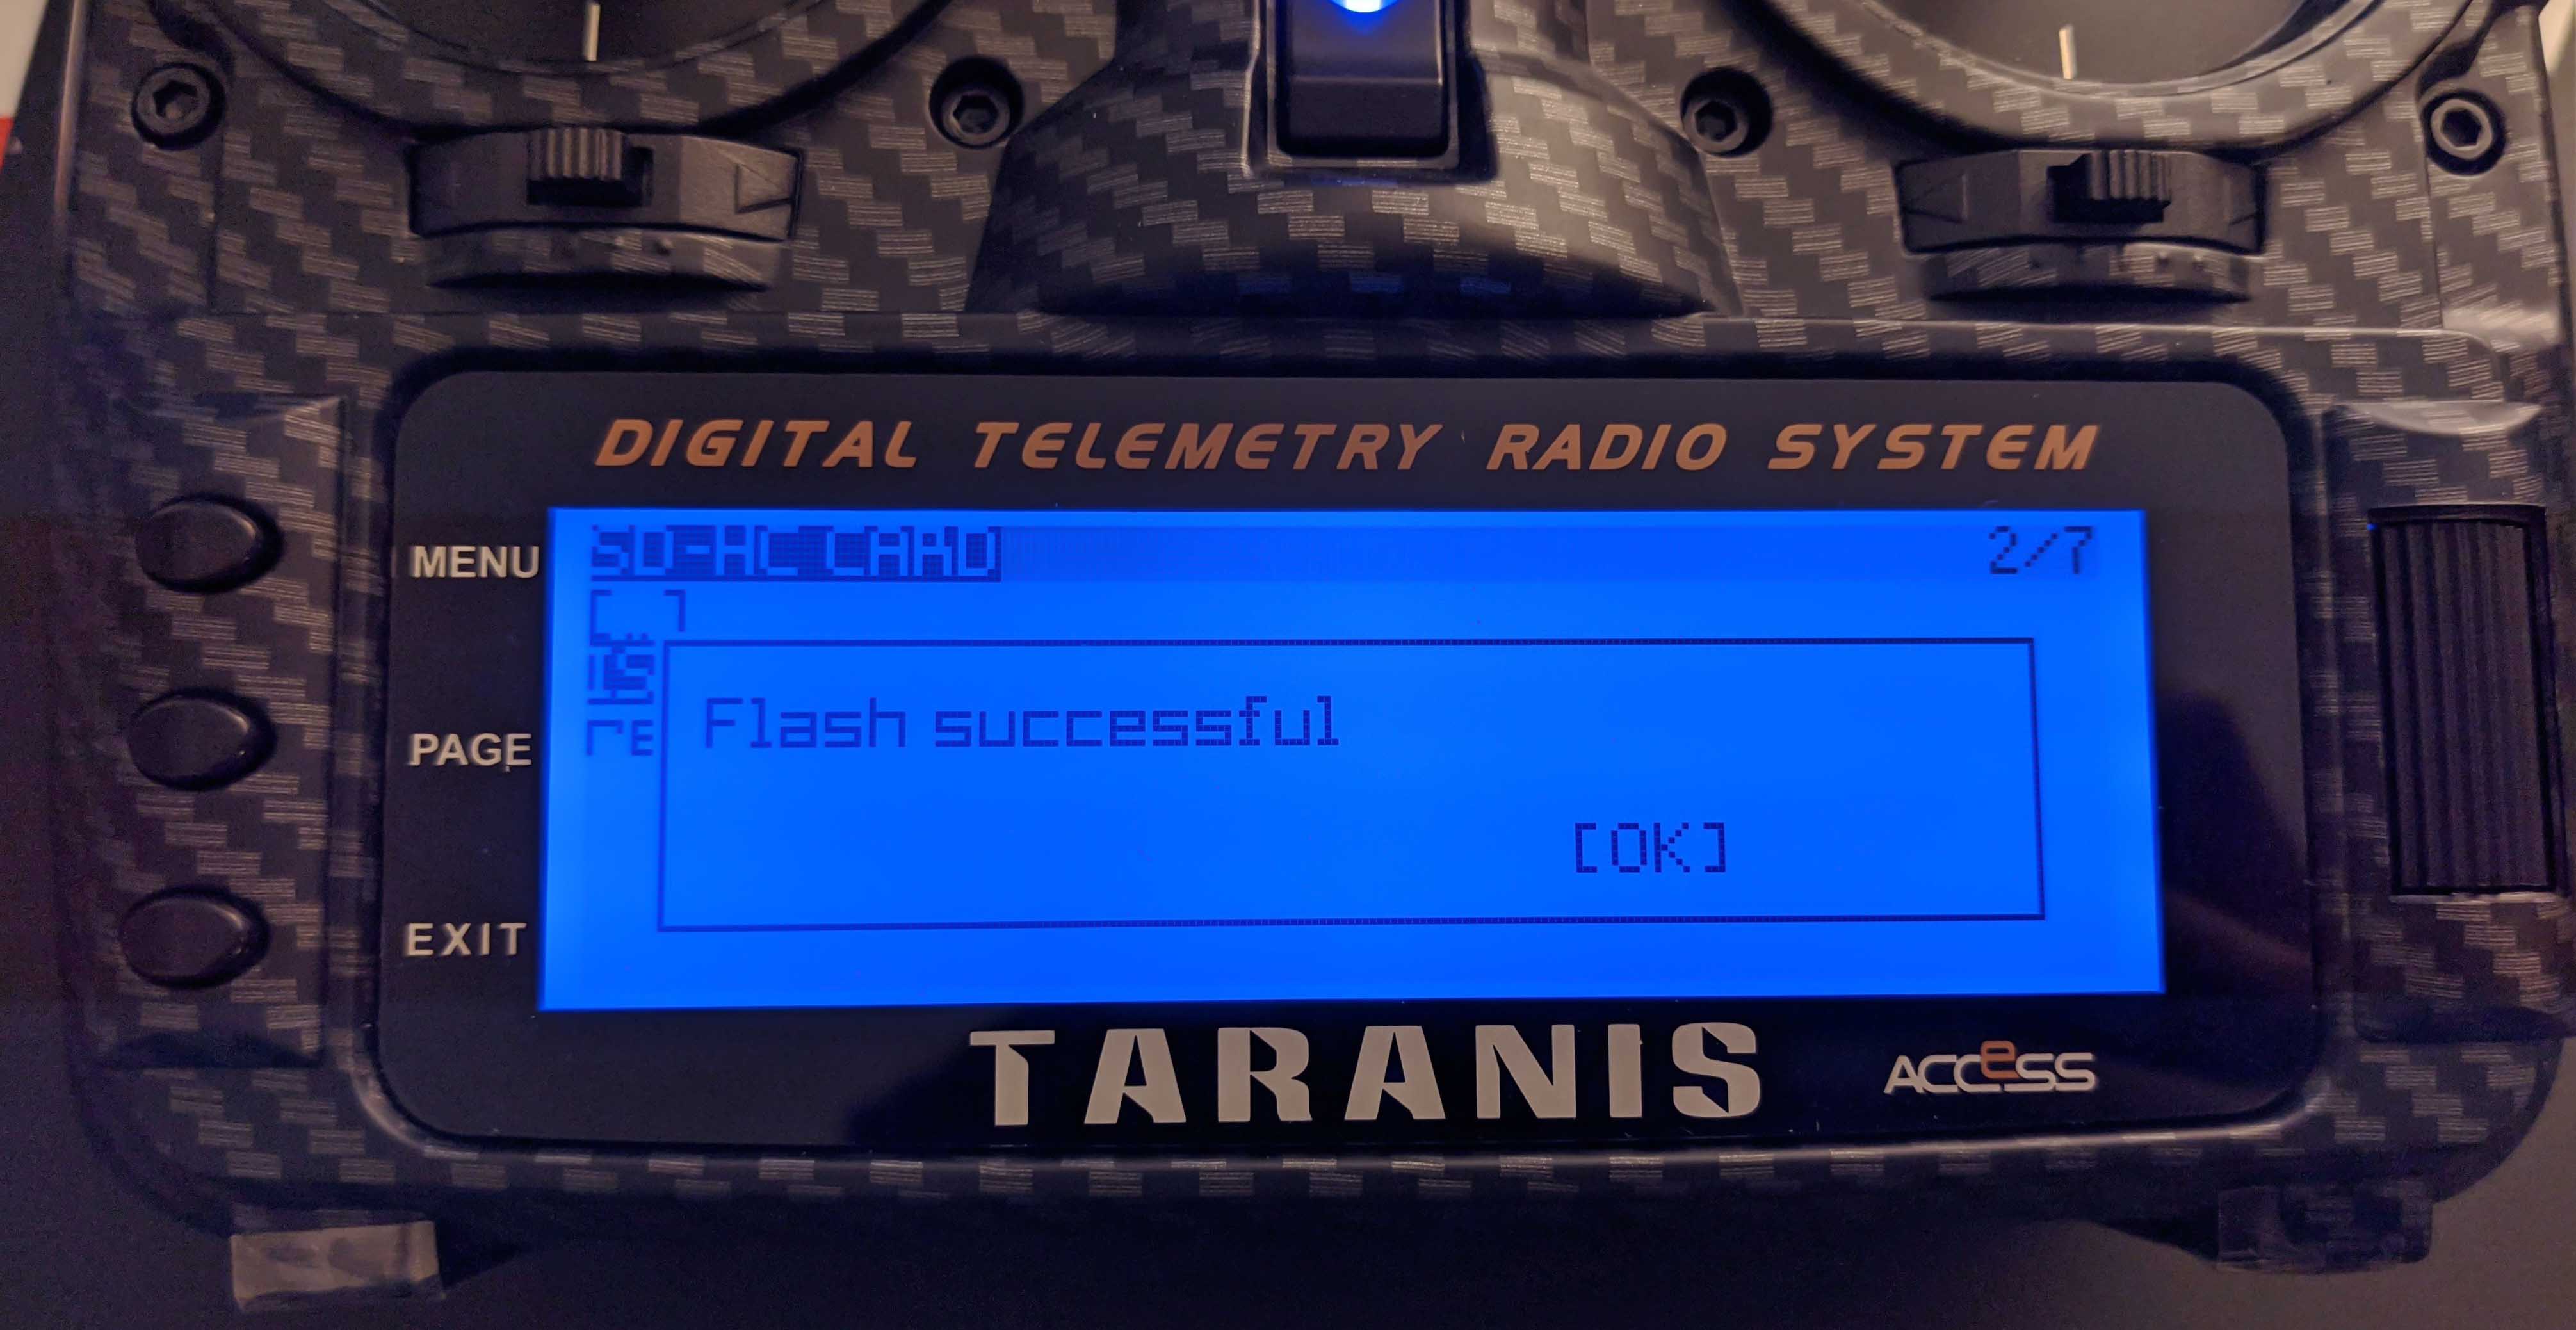 DIGITAL TELEMETRY RADIO SYSTEM
SD-HC CARD 2/7
MENU
Flash successful
PAGE
[OK]
EXIT
TARANIS ACCeSS